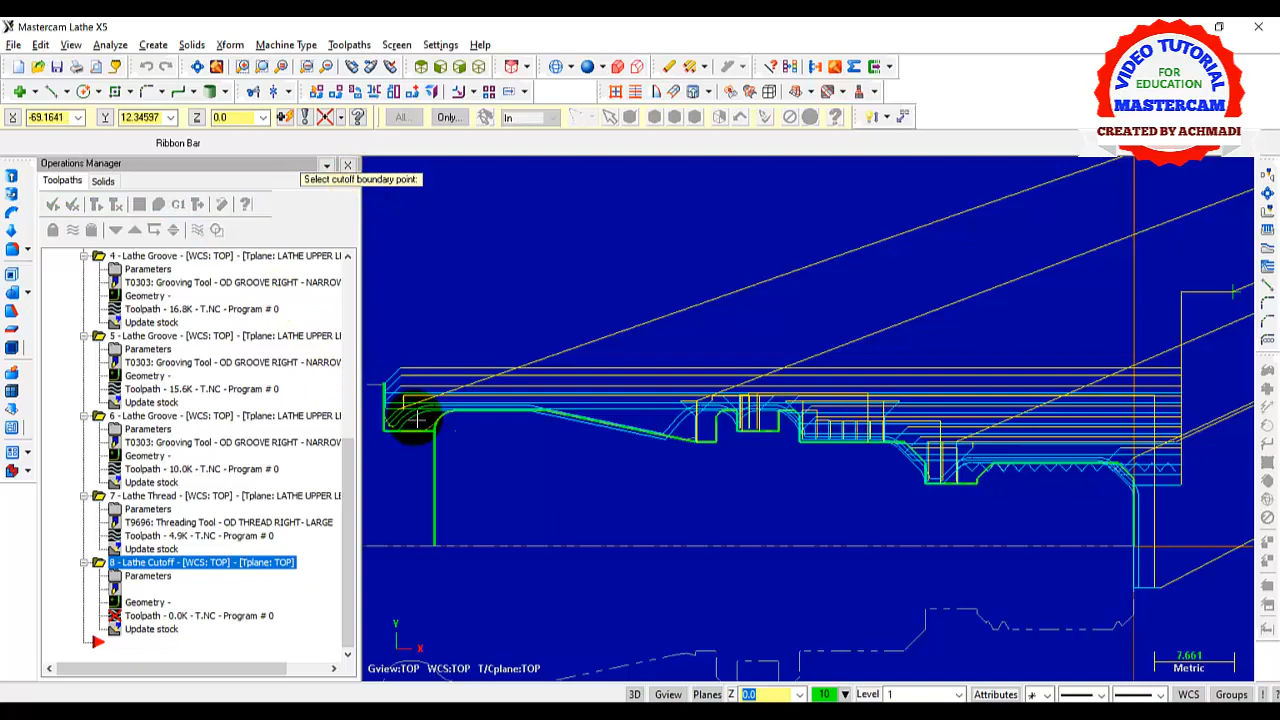 Mastercam Lathe X5
File Edit View Analyze Create Solids Xform Machine Type Toolpaths Screen Settings Help
VIDEO TUTORIAL
FOR
EDUCATION
MASTERCAM
CREATED BY ACHMADI
X -69.1641 Y 12.34597 Z 0.0 All... Only... In
Ribbon Bar
Operations Manager
Select cutoff boundary point:
Toolpaths Solids
G1
4 - Lathe Groove - [WCS: TOP] - [Tplane: LATHE UPPER L
Parameters
T0303: Grooving Tool - OD GROOVE RIGHT - NARROW
Geometry -
Toolpath - 16.8K - T.NC - Program # 0
Update stock
5 - Lathe Groove - [WCS: TOP] - [Tplane: LATHE UPPER L
Parameters
T0303: Grooving Tool - OD GROOVE RIGHT - NARROW
Geometry -
Toolpath - 15.6K - T.NC - Program # 0
Update stock
6 - Lathe Groove - [WCS: TOP] - [Tplane: LATHE UPPER L
Parameters
T0303: Grooving Tool - OD GROOVE RIGHT - NARROW
Geometry -
Toolpath - 10.0K - T.NC - Program # 0
Update stock
7 - Lathe Thread - [WCS: TOP] - [Tplane: LATHE UPPER L
Parameters
T9696: Threading Tool - OD THREAD RIGHT- LARGE
Toolpath - 4.9K - T.NC - Program # 0
Update stock
8 - Lathe Cutoff - [WCS: TOP] - [Tplane: TOP]
Parameters
Geometry -
Toolpath - 0.0K - T.NC - Program # 0
Update stock
Y
X
Gview:TOP WCS:TOP T/Cplane:TOP
7.661
Metric
3D Gview Planes Z 0.0 10 Level 1 Attributes WCS Groups ! ?